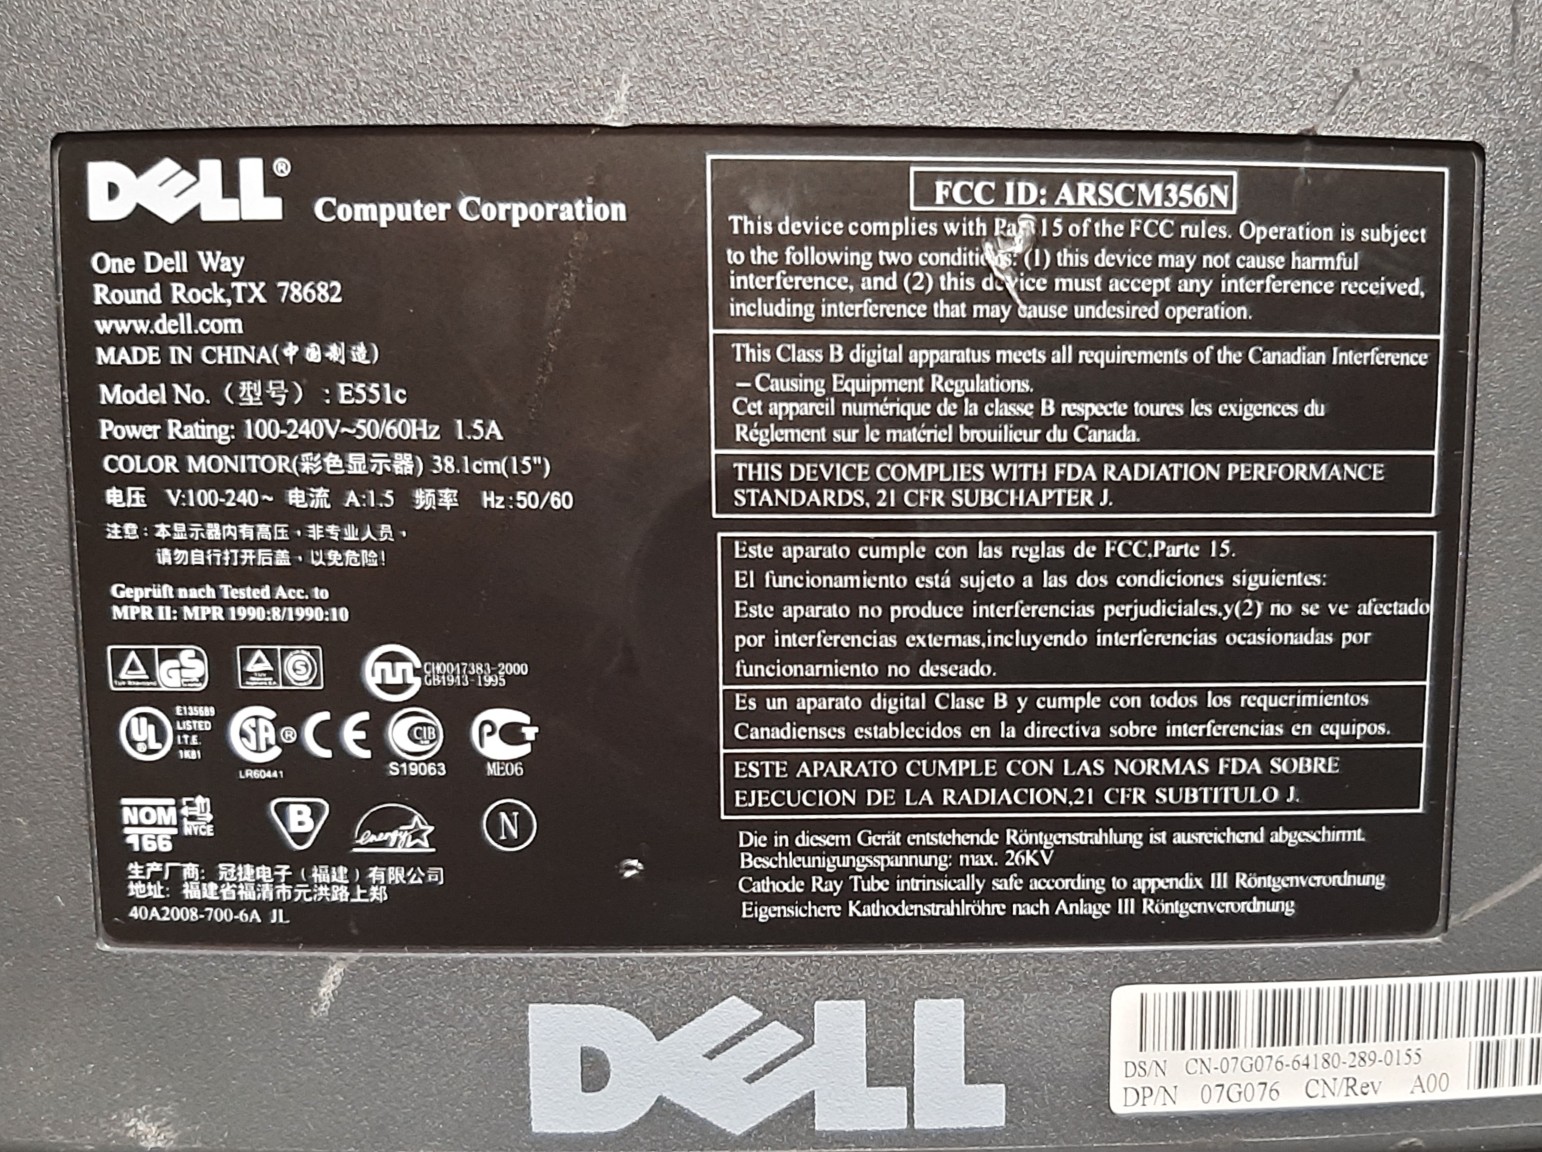 DELL®
Computer Corporation
One Dell Way
Round Rock,TX 78682
www.dell.com
MADE IN CHINA(中国制造)
Model No.（型号）: E551c
Power Rating: 100-240V~50/60Hz 1.5A
COLOR MONITOR(彩色显示器) 38.1cm(15")
电压 V:100-240~ 电流 A:1.5 频率 Hz:50/60
注意：本显示器内有高压，非专业人员，
请勿自行打开后盖，以免危险!
Geprüft nach Tested Acc. to
MPR II: MPR 1990:8/1990:10
GS
S
CH0047383-2000
GB4943-1995
UL
E135689
LISTED
I.T.E.
1K81
SA®
LR60441
CE
CIB
S19063
PCT
ME06
NOM
166
NYCE
B
energy
N
生产厂商: 冠捷电子（福建）有限公司
地址: 福建省福清市元洪路上郑
40A2008-700-6A JL
FCC ID: ARSCM356N
This device complies with Part 15 of the FCC rules. Operation is subject
to the following two conditions: (1) this device may not cause harmful
interference, and (2) this device must accept any interference received,
including interference that may cause undesired operation.
This Class B digital apparatus meets all requirements of the Canadian Interference
– Causing Equipment Regulations.
Cet appareil numérique de la classe B respecte toures les exigences du
Réglement sur le matériel brouilieur du Canada.
THIS DEVICE COMPLIES WITH FDA RADIATION PERFORMANCE
STANDARDS, 21 CFR SUBCHAPTER J.
Este aparato cumple con las reglas de FCC,Parte 15.
El funcionamiento está sujeto a las dos condiciones siguientes:
Este aparato no produce interferencias perjudiciales,y(2) no se ve afectado
por interferencias externas,incluyendo interferencias ocasionadas por
funcionarniento no deseado.
Es un aparato digital Clase B y cumple con todos los requerimientos
Canadienses establecidos en la directiva sobre interferencias en equipos.
ESTE APARATO CUMPLE CON LAS NORMAS FDA SOBRE
EJECUCION DE LA RADIACION,21 CFR SUBTITULO J.
Die in diesem Gerät entstehende Röntgenstrahlung ist ausreichend abgeschirmt.
Beschleunigungsspannung: max. 26KV
Cathode Ray Tube intrinsically safe according to appendix III Röntgenverordnung
Eigensichere Kathodenstrahlröhre nach Anlage III Röntgenverordnung
DELL
DS/N CN-07G076-64180-289-0155
DP/N 07G076 CN/Rev A00